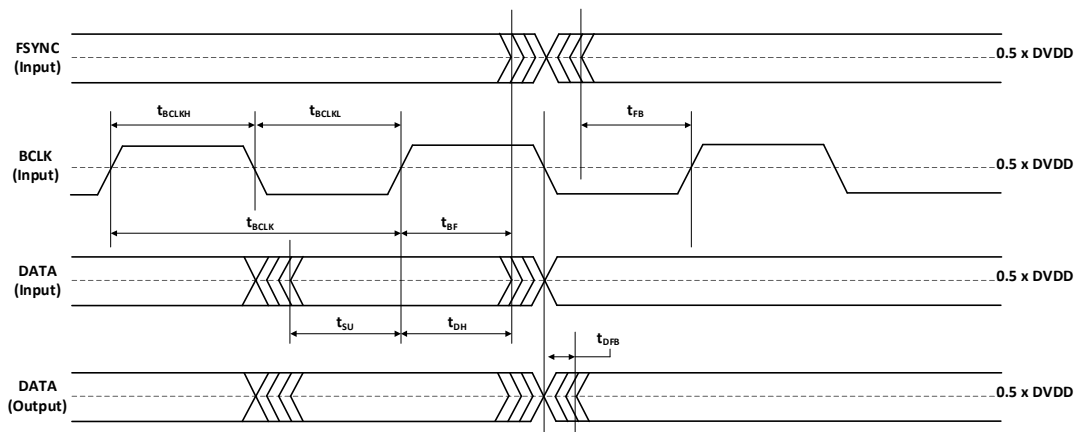 FSYNC
(Input)
0.5 x DVDD
tBCLKH
tBCLKL
tFB
BCLK
(Input)
0.5 x DVDD
tBCLK
tBF
DATA
(Input)
0.5 x DVDD
tSU
tDH
tDFB
DATA
(Output)
0.5 x DVDD